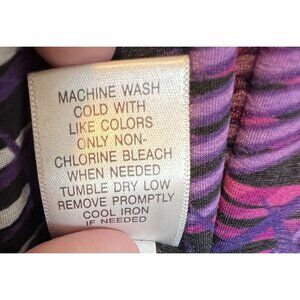 MACHINE WASH
COLD WITH
LIKE COLORS
ONLY NON-
CHLORINE BLEACH
WHEN NEEDED
TUMBLE DRY LOW
REMOVE PROMPTLY
COOL IRON
IF NEEDED